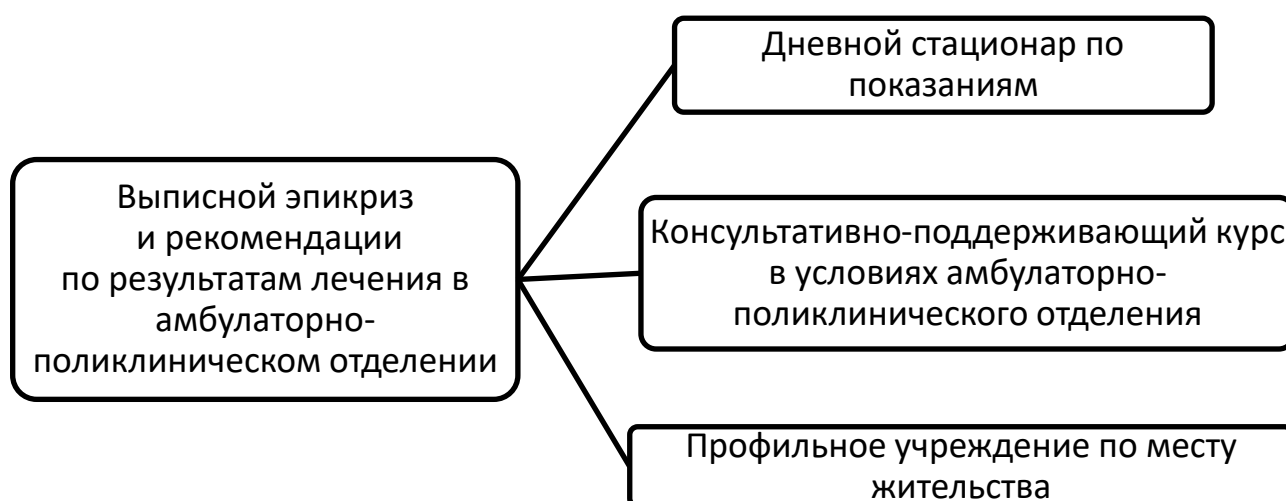 Дневной стационар по
показаниям
Выписной эпикриз
и рекомендации
по результатам лечения в
амбулаторно-
поликлиническом отделении
Консультативно-поддерживающий курс
в условиях амбулаторно-
поликлинического отделения
Профильное учреждение по месту
жительства